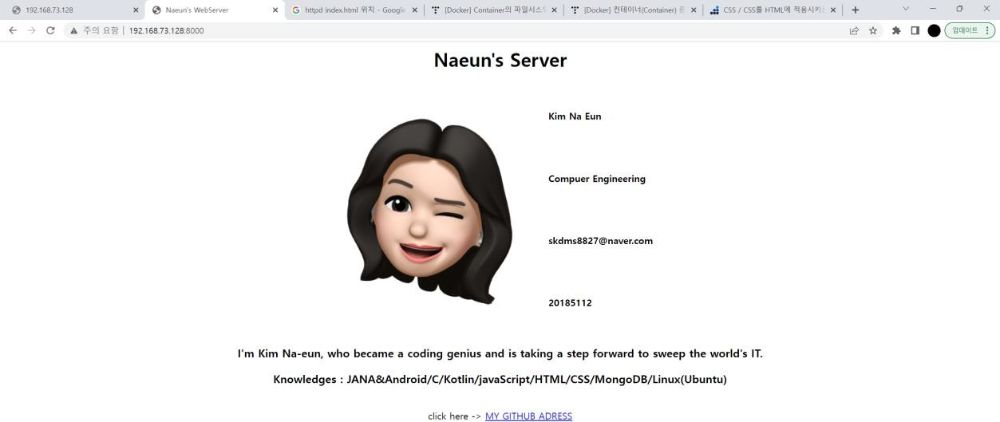 192.168.73.128
Naeun's WebServer
httpd index.html 위치 - Google
[Docker] Container의 파일시스
[Docker] 컨테이너(Container)
CSS / CSS를 HTML에 적용시키
주의 요함 | 192.168.73.128:8000
업데이트
Naeun's Server
Kim Na Eun
Compuer Engineering
skdms8827@naver.com
20185112
I'm Kim Na-eun, who became a coding genius and is taking a step forward to sweep the world's IT.
Knowledges : JANA&Android/C/Kotlin/javaScript/HTML/CSS/MongoDB/Linux(Ubuntu)
click here -> MY GITHUB ADRESS